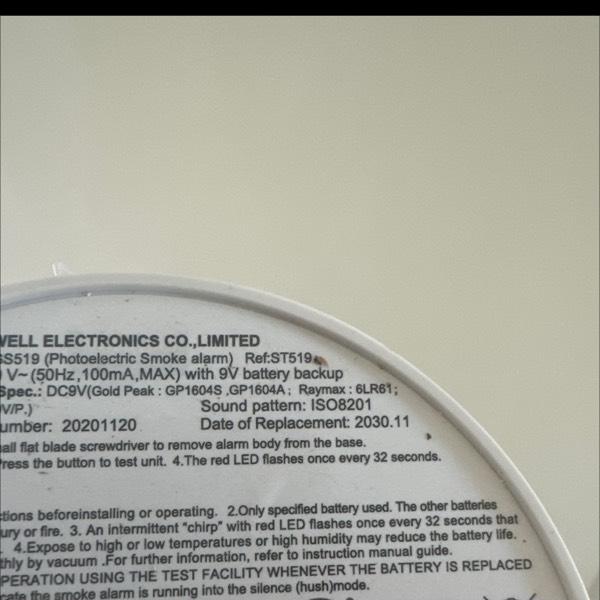 WELL ELECTRONICS CO.,LIMITED
SS519 (Photoelectric Smoke alarm) Ref:ST519
V~(50Hz,100mA,MAX) with 9V battery backup
Spec.: DC9V(Gold Peak : GP1604S ,GP1604A ; Raymax : 6LR61;
V/P.) Sound pattern: ISO8201
umber: 20201120 Date of Replacement: 2030.11
all flat blade screwdriver to remove alarm body from the base.
ress the button to test unit. 4.The red LED flashes once every 32 seconds.
tions beforeinstalling or operating. 2.Only specified battery used. The other batteries
ury or fire. 3. An intermittent "chirp" with red LED flashes once every 32 seconds that
. 4.Expose to high or low temperatures or high humidity may reduce the battery life.
thly by vacuum .For further information, refer to instruction manual guide.
PERATION USING THE TEST FACILITY WHENEVER THE BATTERY IS REPLACED
cate the smoke alarm is running into the silence (hush)mode.